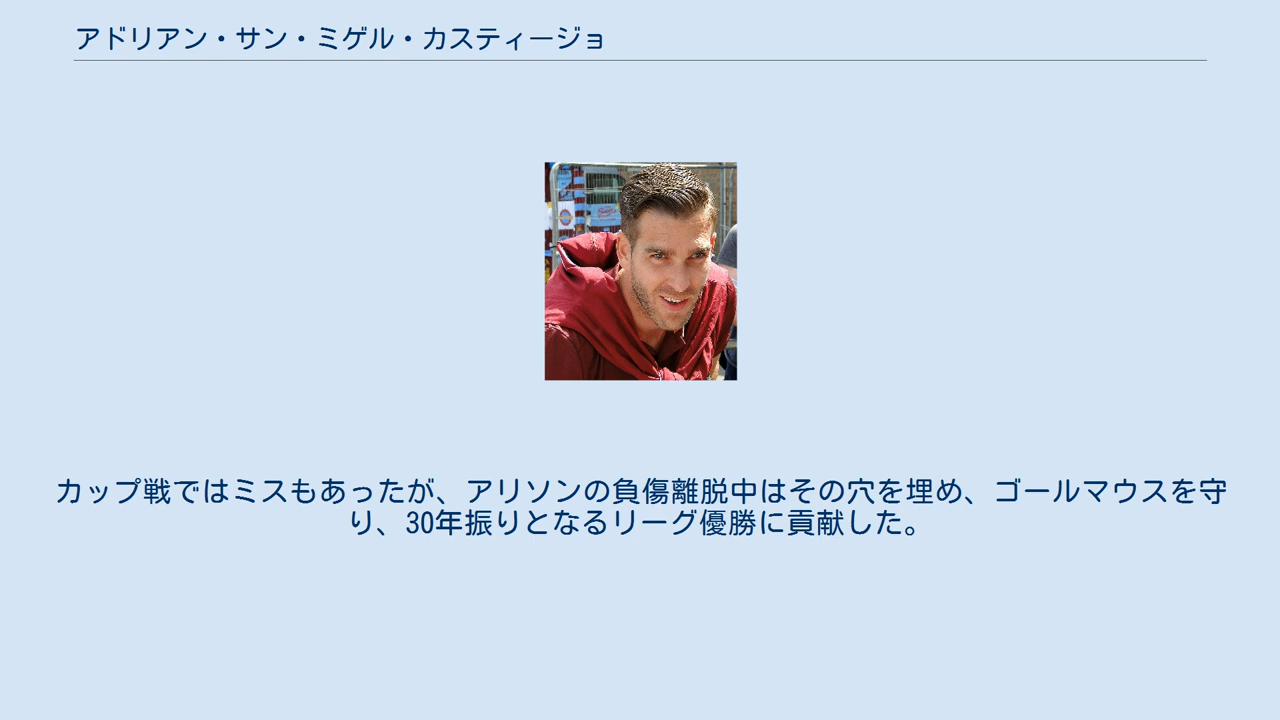 アドリアン・サン・ミゲル・カスティージョ
カップ戦ではミスもあったが、アリソンの負傷離脱中はその穴を埋め、ゴールマウスを守
り、30年振りとなるリーグ優勝に貢献した。